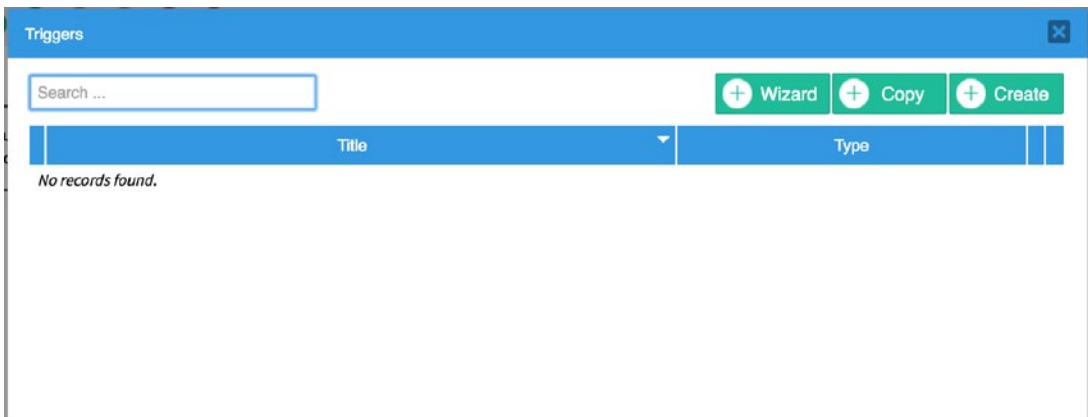 Triggers
Search ...
Wizard Copy Create
Title Type
No records found.